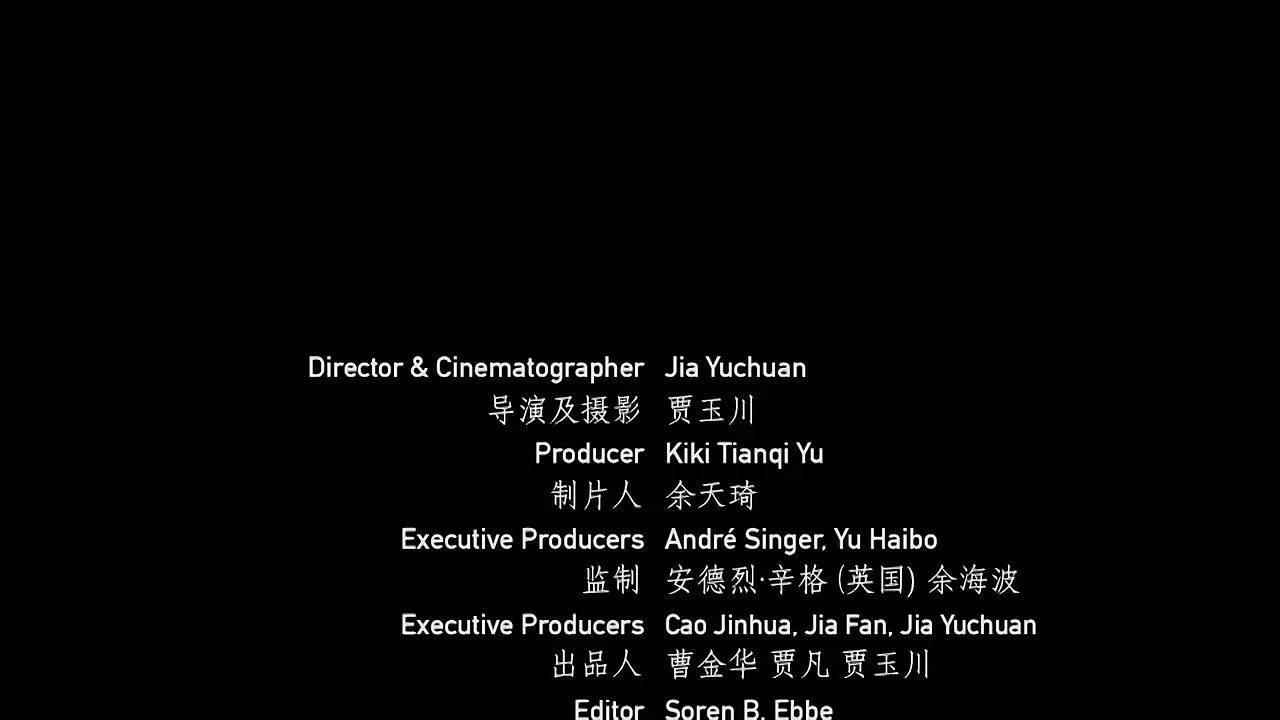 Director & Cinematographer Jia Yuchuan
导演及摄影 贾玉川
Producer Kiki Tianqi Yu
制片人 余天琦
Executive Producers André Singer, Yu Haibo
监制 安德烈·辛格 (英国) 余海波
Executive Producers Cao Jinhua, Jia Fan, Jia Yuchuan
出品人 曹金华 贾凡 贾玉川
Editor Soren B. Ebbe